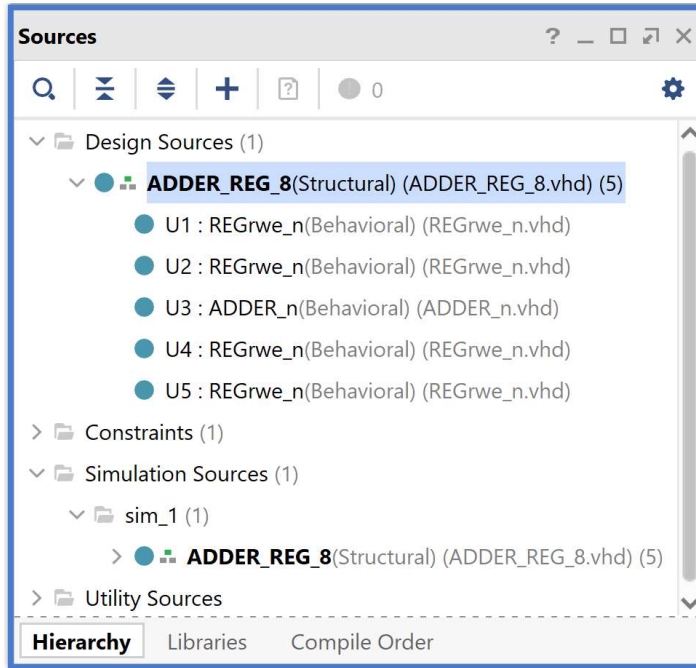 Sources
0
Design Sources (1)
ADDER_REG_8(Structural) (ADDER_REG_8.vhd) (5)
U1 : REGrwe_n(Behavioral) (REGrwe_n.vhd)
U2 : REGrwe_n(Behavioral) (REGrwe_n.vhd)
U3 : ADDER_n(Behavioral) (ADDER_n.vhd)
U4 : REGrwe_n(Behavioral) (REGrwe_n.vhd)
U5 : REGrwe_n(Behavioral) (REGrwe_n.vhd)
Constraints (1)
Simulation Sources (1)
sim_1 (1)
ADDER_REG_8(Structural) (ADDER_REG_8.vhd) (5)
Utility Sources
Hierarchy Libraries Compile Order